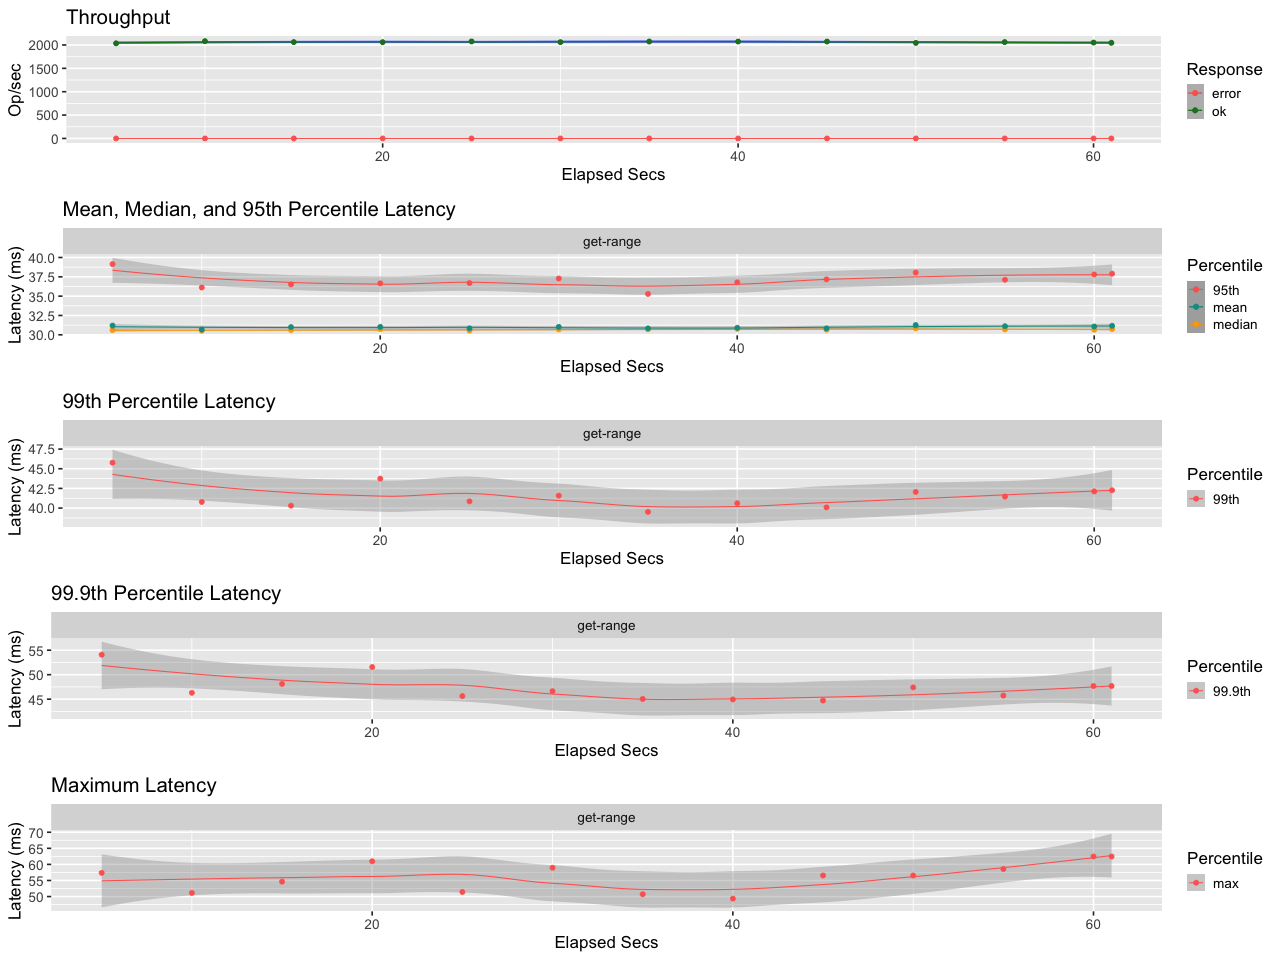 Throughput
2000
1500
1000
500
0
Op/sec
20
40
60
Elapsed Secs
Response
error
ok
Mean, Median, and 95th Percentile Latency
get-range
40.0
37.5
35.0
32.5
30.0
Latency (ms)
20
40
60
Elapsed Secs
Percentile
95th
mean
median
99th Percentile Latency
get-range
47.5
45.0
42.5
40.0
Latency (ms)
20
40
60
Elapsed Secs
Percentile
99th
99.9th Percentile Latency
get-range
55
50
45
Latency (ms)
20
40
60
Elapsed Secs
Percentile
99.9th
Maximum Latency
get-range
70
65
60
55
50
Latency (ms)
20
40
60
Elapsed Secs
Percentile
max